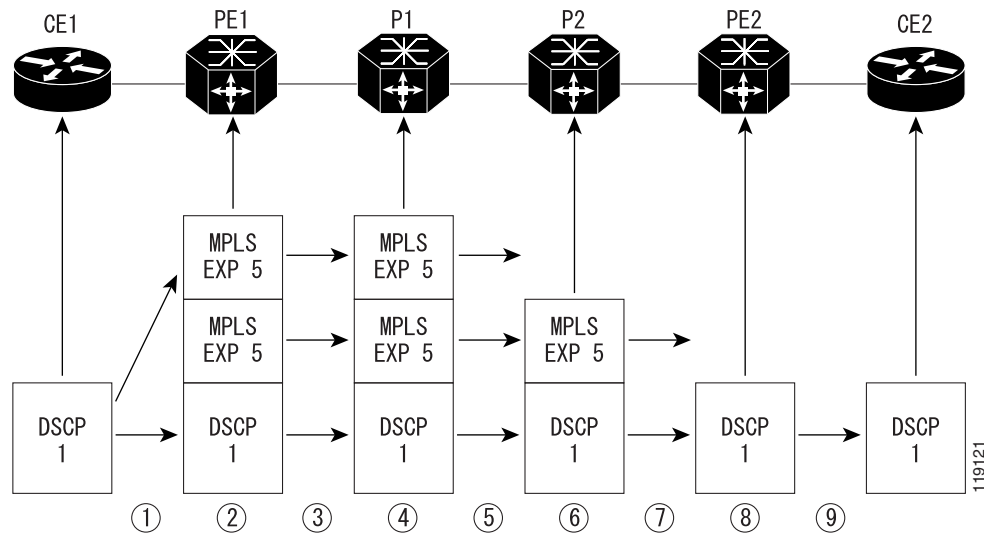 CE1
PE1
P1
P2
PE2
CE2
MPLS
EXP 5
MPLS
EXP 5
MPLS
EXP 5
MPLS
EXP 5
MPLS
EXP 5
DSCP
1
DSCP
1
DSCP
1
DSCP
1
DSCP
1
DSCP
1
119121
1
2
3
4
5
6
7
8
9